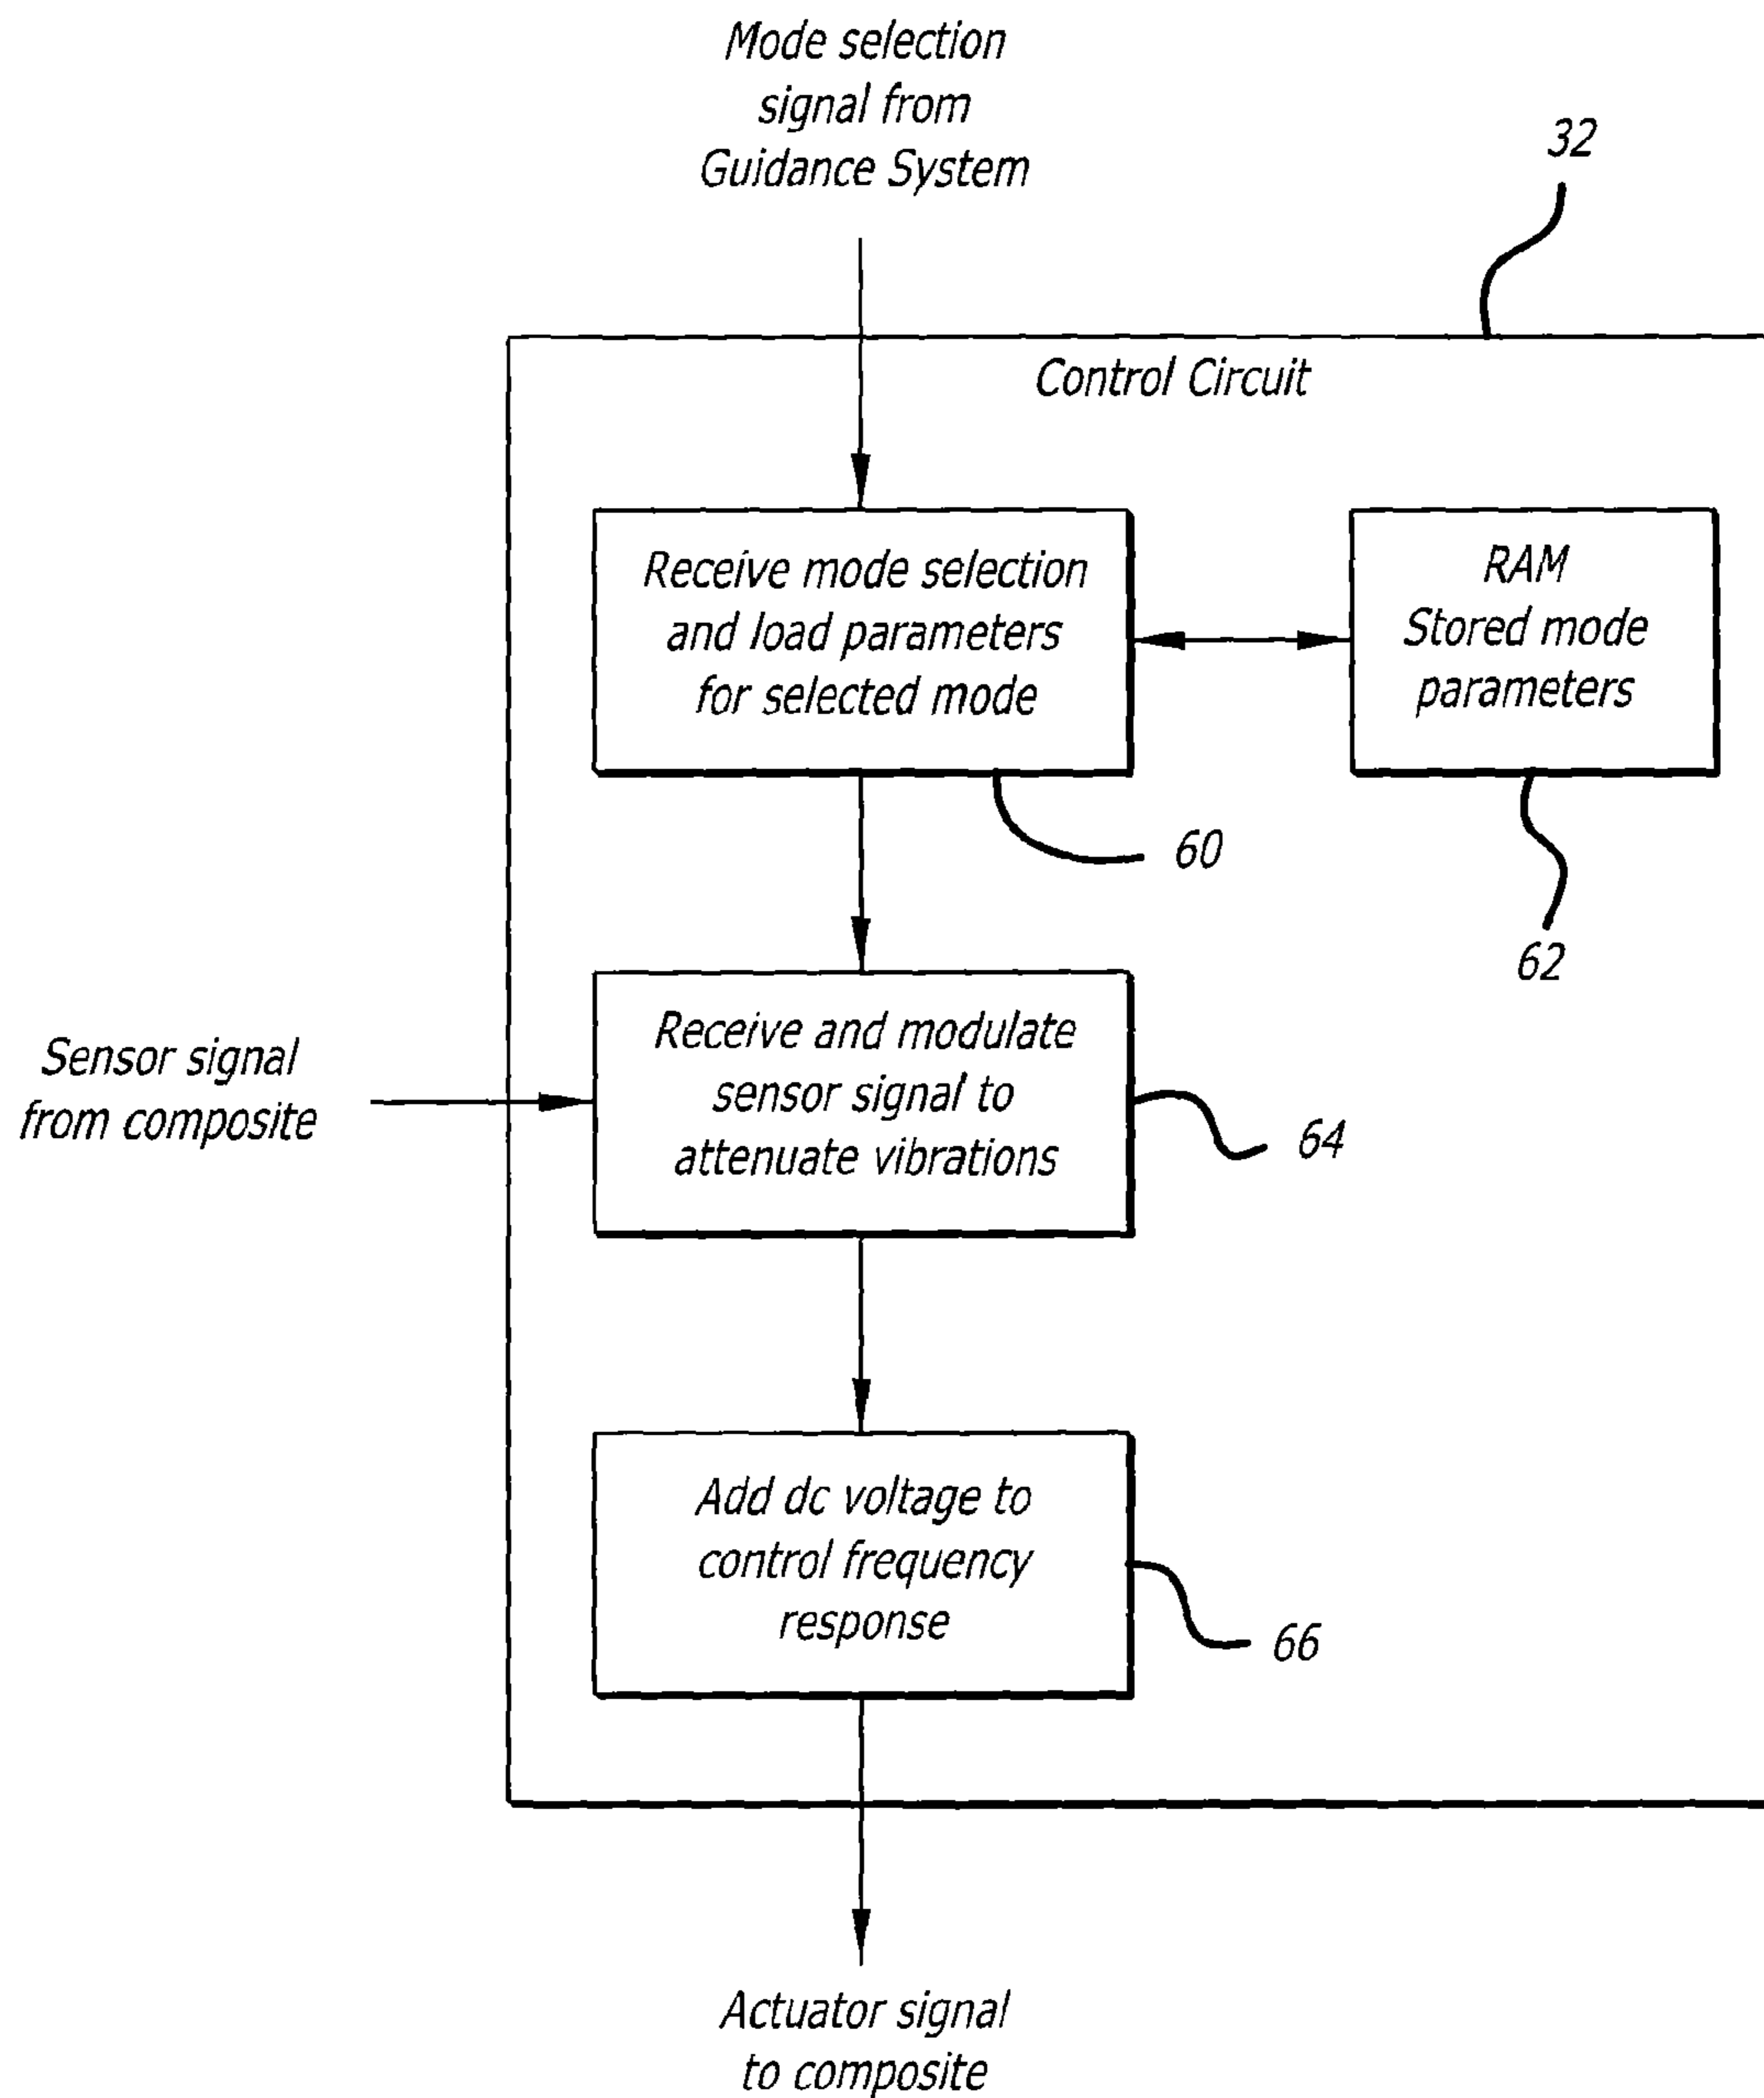 Mode selection
signal from
Guidance System
32
Control Circuit
Receive mode selection
and load parameters
for selected mode
RAM
Stored mode
parameters
60
62
Sensor signal
from composite
Receive and modulate
sensor signal to
attenuate vibrations
64
Add dc voltage to
control frequency
response
66
Actuator signal
to composite